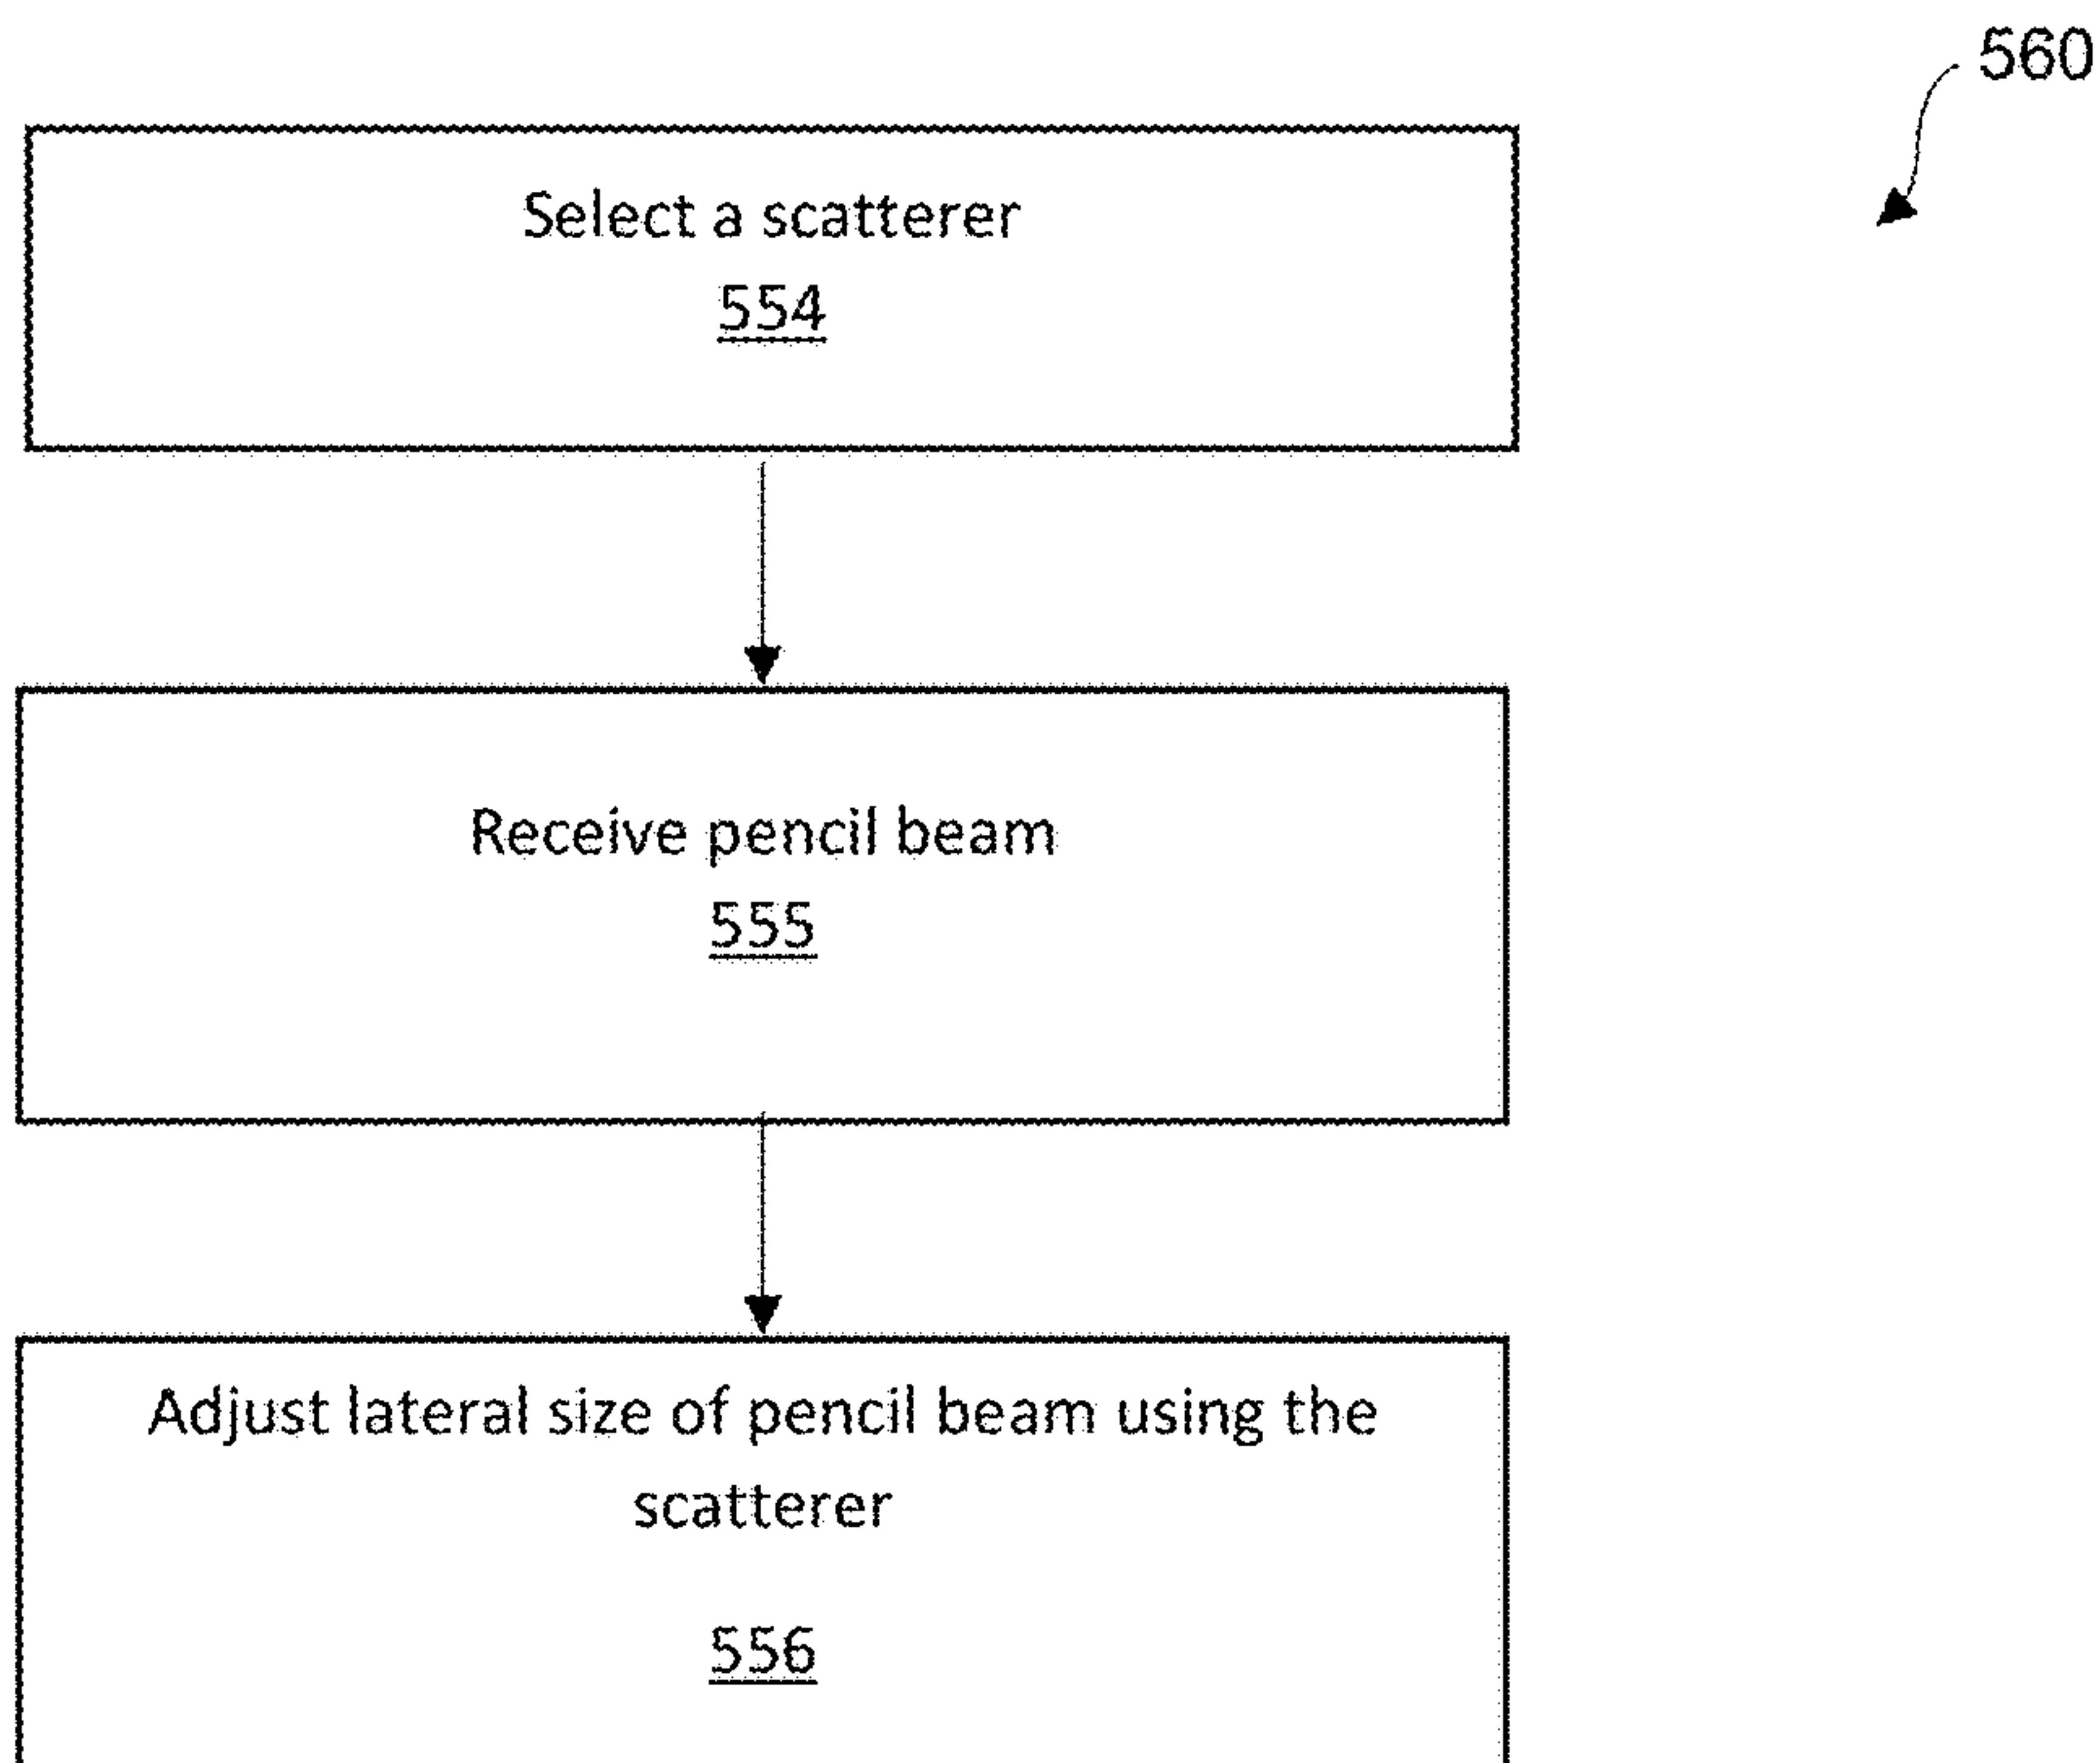 560
Select a scatterer
554
Receive pencil beam
555
Adjust lateral size of pencil beam using the
scatterer
556